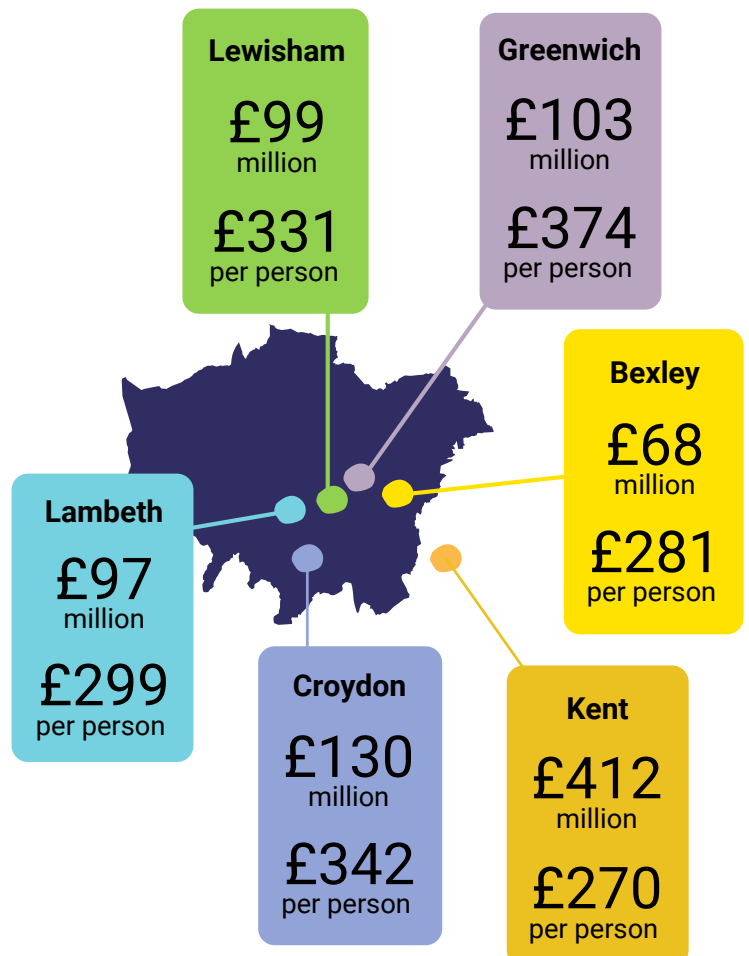 Lewisham
£99
million
£331
per person
Greenwich
£103
million
£374
per person
Bexley
£68
million
£281
per person
Lambeth
£97
million
£299
per person
Croydon
£130
million
£342
per person
Kent
£412
million
£270
per person